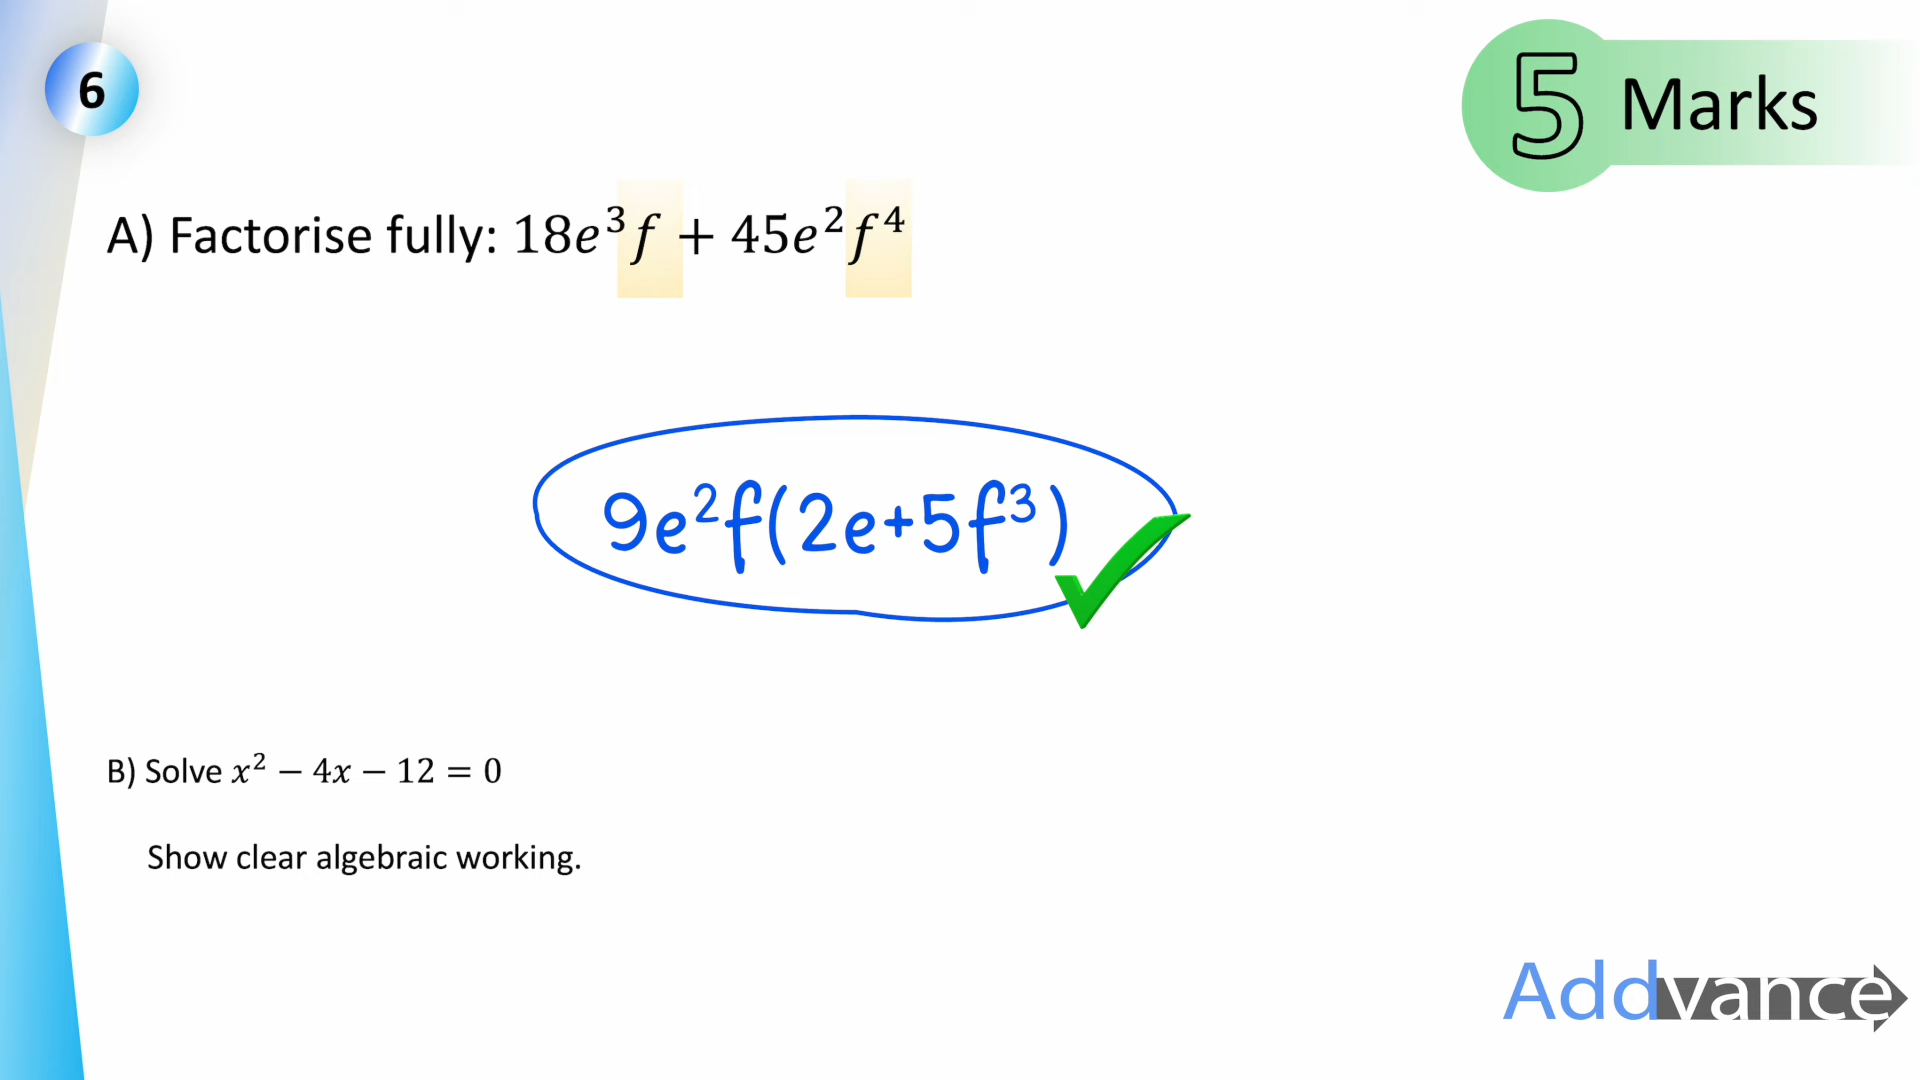 6
5 Marks
A) Factorise fully: 18e³f + 45e²f⁴
9e²f(2e+5f³)
B) Solve x² − 4x − 12 = 0
Show clear algebraic working.
Addvance